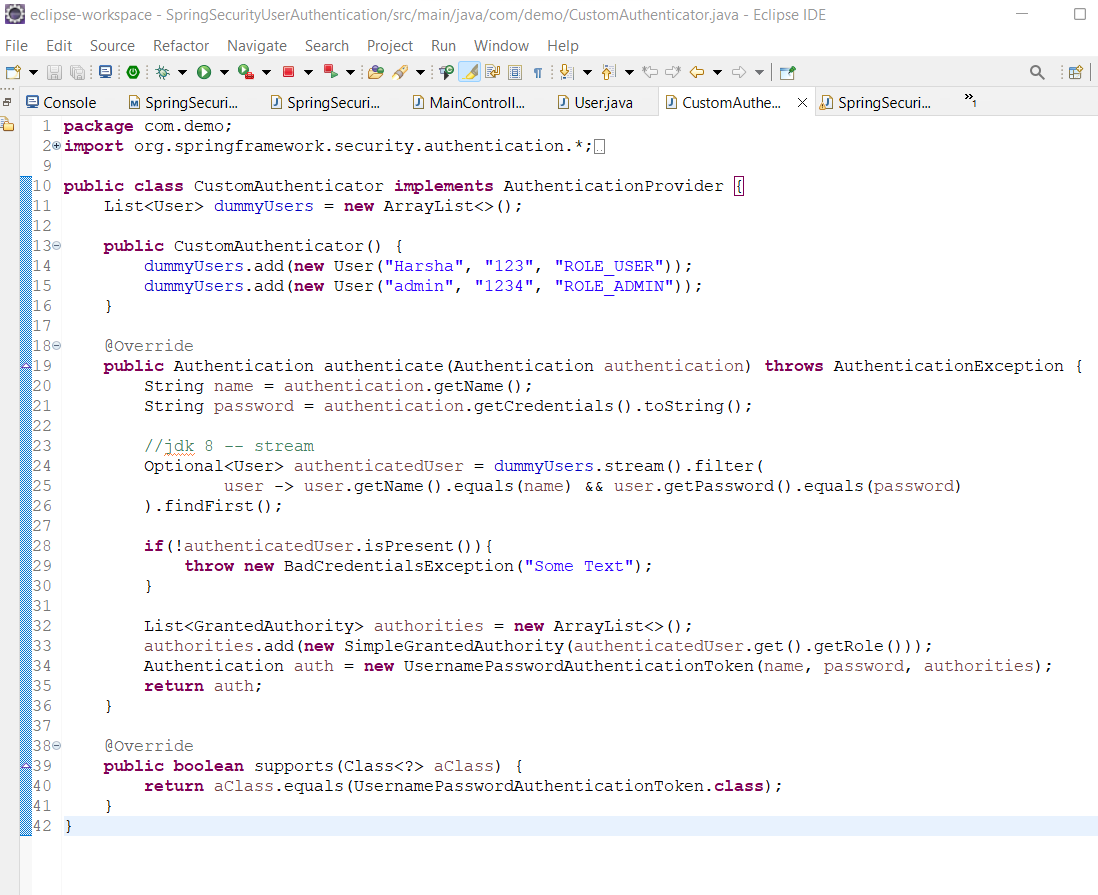 eclipse-workspace - SpringSecurityUserAuthentication/src/main/java/com/demo/CustomAuthenticator.java - Eclipse IDE
File Edit Source Refactor Navigate Search Project Run Window Help
Console SpringSecuri... SpringSecuri... MainControll... User.java CustomAuthe... SpringSecuri... »1
1 package com.demo;
2 import org.springframework.security.authentication.*;
9
10 public class CustomAuthenticator implements AuthenticationProvider {
11     List<User> dummyUsers = new ArrayList<>();
12
13     public CustomAuthenticator() {
14         dummyUsers.add(new User("Harsha", "123", "ROLE_USER"));
15         dummyUsers.add(new User("admin", "1234", "ROLE_ADMIN"));
16     }
17
18     @Override
19     public Authentication authenticate(Authentication authentication) throws AuthenticationException {
20         String name = authentication.getName();
21         String password = authentication.getCredentials().toString();
22
23         //jdk 8 -- stream
24         Optional<User> authenticatedUser = dummyUsers.stream().filter(
25                 user -> user.getName().equals(name) && user.getPassword().equals(password)
26         ).findFirst();
27
28         if(!authenticatedUser.isPresent()){
29             throw new BadCredentialsException("Some Text");
30         }
31
32         List<GrantedAuthority> authorities = new ArrayList<>();
33         authorities.add(new SimpleGrantedAuthority(authenticatedUser.get().getRole()));
34         Authentication auth = new UsernamePasswordAuthenticationToken(name, password, authorities);
35         return auth;
36     }
37
38     @Override
39     public boolean supports(Class<?> aClass) {
40         return aClass.equals(UsernamePasswordAuthenticationToken.class);
41     }
42 }